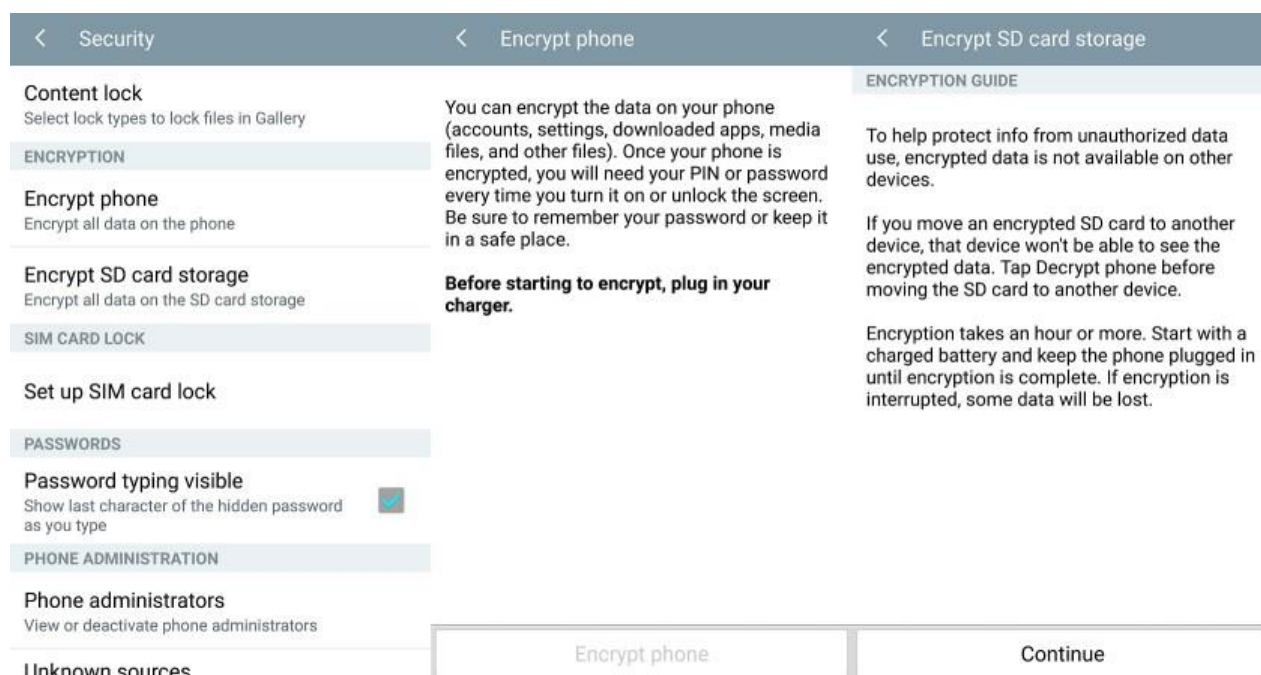 Security
Content lock
Select lock types to lock files in Gallery
ENCRYPTION
Encrypt phone
Encrypt all data on the phone
Encrypt SD card storage
Encrypt all data on the SD card storage
SIM CARD LOCK
Set up SIM card lock
PASSWORDS
Password typing visible
Show last character of the hidden password
as you type
PHONE ADMINISTRATION
Phone administrators
View or deactivate phone administrators
Unknown sources
Encrypt phone
You can encrypt the data on your phone
(accounts, settings, downloaded apps, media
files, and other files). Once your phone is
encrypted, you will need your PIN or password
every time you turn it on or unlock the screen.
Be sure to remember your password or keep it
in a safe place.
Before starting to encrypt, plug in your
charger.
Encrypt phone
Encrypt SD card storage
ENCRYPTION GUIDE
To help protect info from unauthorized data
use, encrypted data is not available on other
devices.
If you move an encrypted SD card to another
device, that device won't be able to see the
encrypted data. Tap Decrypt phone before
moving the SD card to another device.
Encryption takes an hour or more. Start with a
charged battery and keep the phone plugged in
until encryption is complete. If encryption is
interrupted, some data will be lost.
Continue